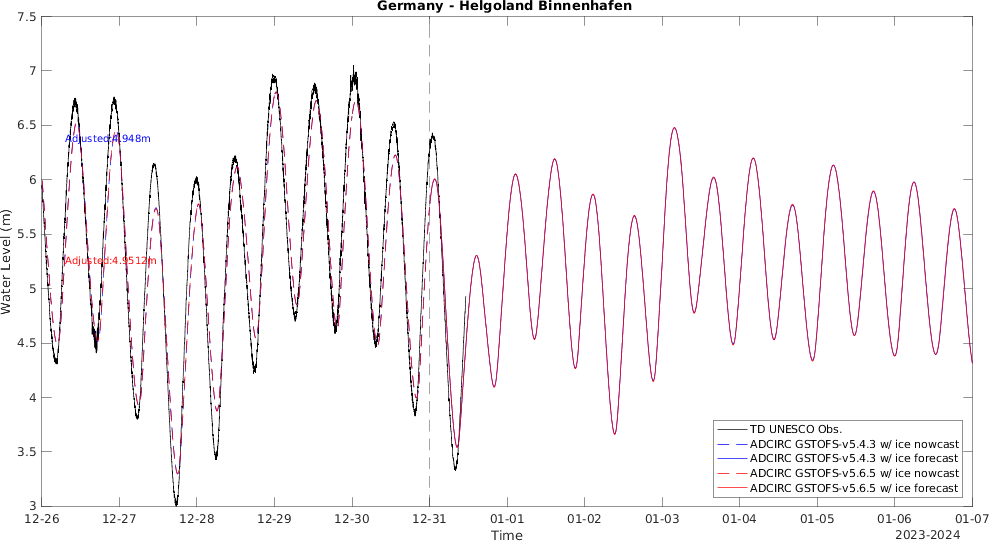 Germany - Helgoland Binnenhafen
7.5
7
6.5
6
5.5
5
4.5
4
3.5
3
Water Level (m)
Adjusted:4.948m
Adjusted:4.9512m
TD UNESCO Obs.
ADCIRC GSTOFS-v5.4.3 w/ ice nowcast
ADCIRC GSTOFS-v5.4.3 w/ ice forecast
ADCIRC GSTOFS-v5.6.5 w/ ice nowcast
ADCIRC GSTOFS-v5.6.5 w/ ice forecast
12-26 12-27 12-28 12-29 12-30 12-31 01-01 01-02 01-03 01-04 01-05 01-06 01-07
Time
2023-2024